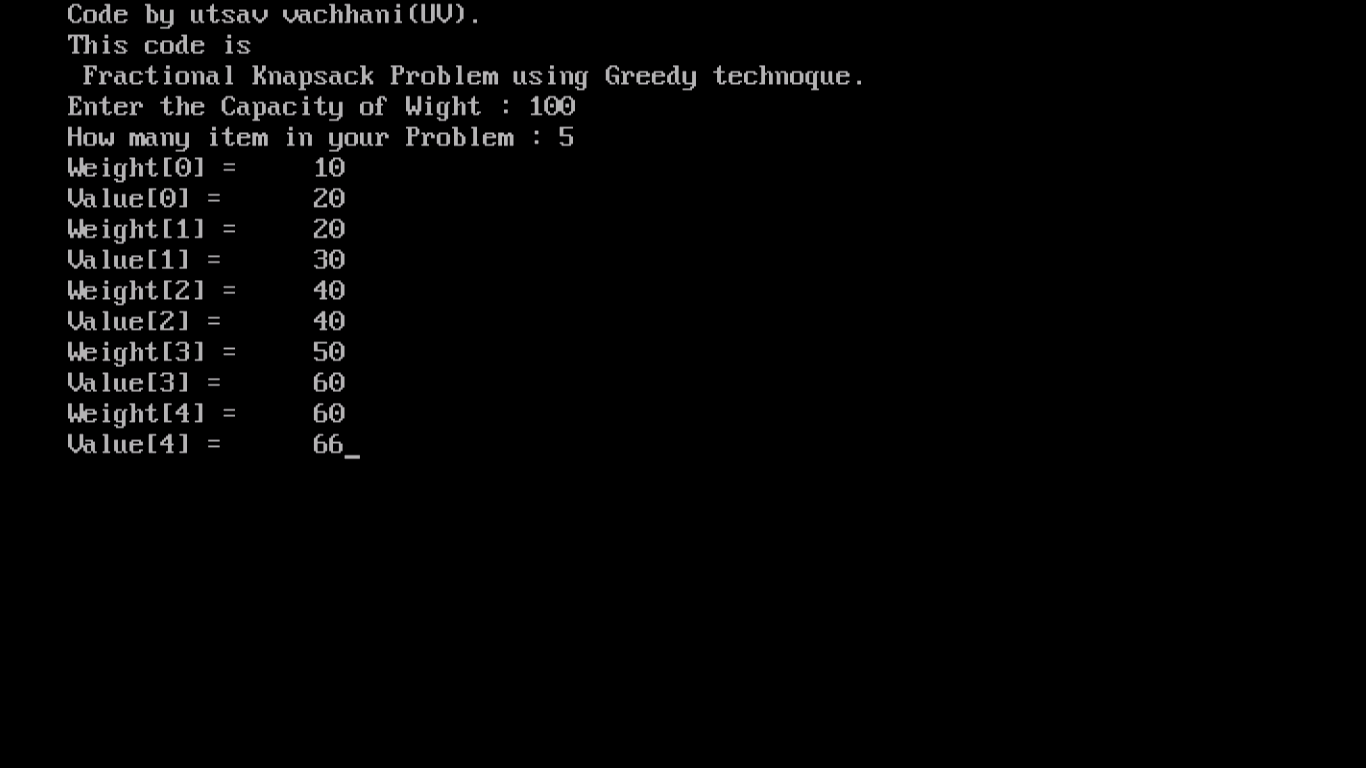 Code by utsav vachhani(UV).
This code is
Fractional Knapsack Problem using Greedy technoque.
Enter the Capacity of Wight : 100
How many item in your Problem : 5
Weight[0] = 10
Value[0] = 20
Weight[1] = 20
Value[1] = 30
Weight[2] = 40
Value[2] = 40
Weight[3] = 50
Value[3] = 60
Weight[4] = 60
Value[4] = 66_